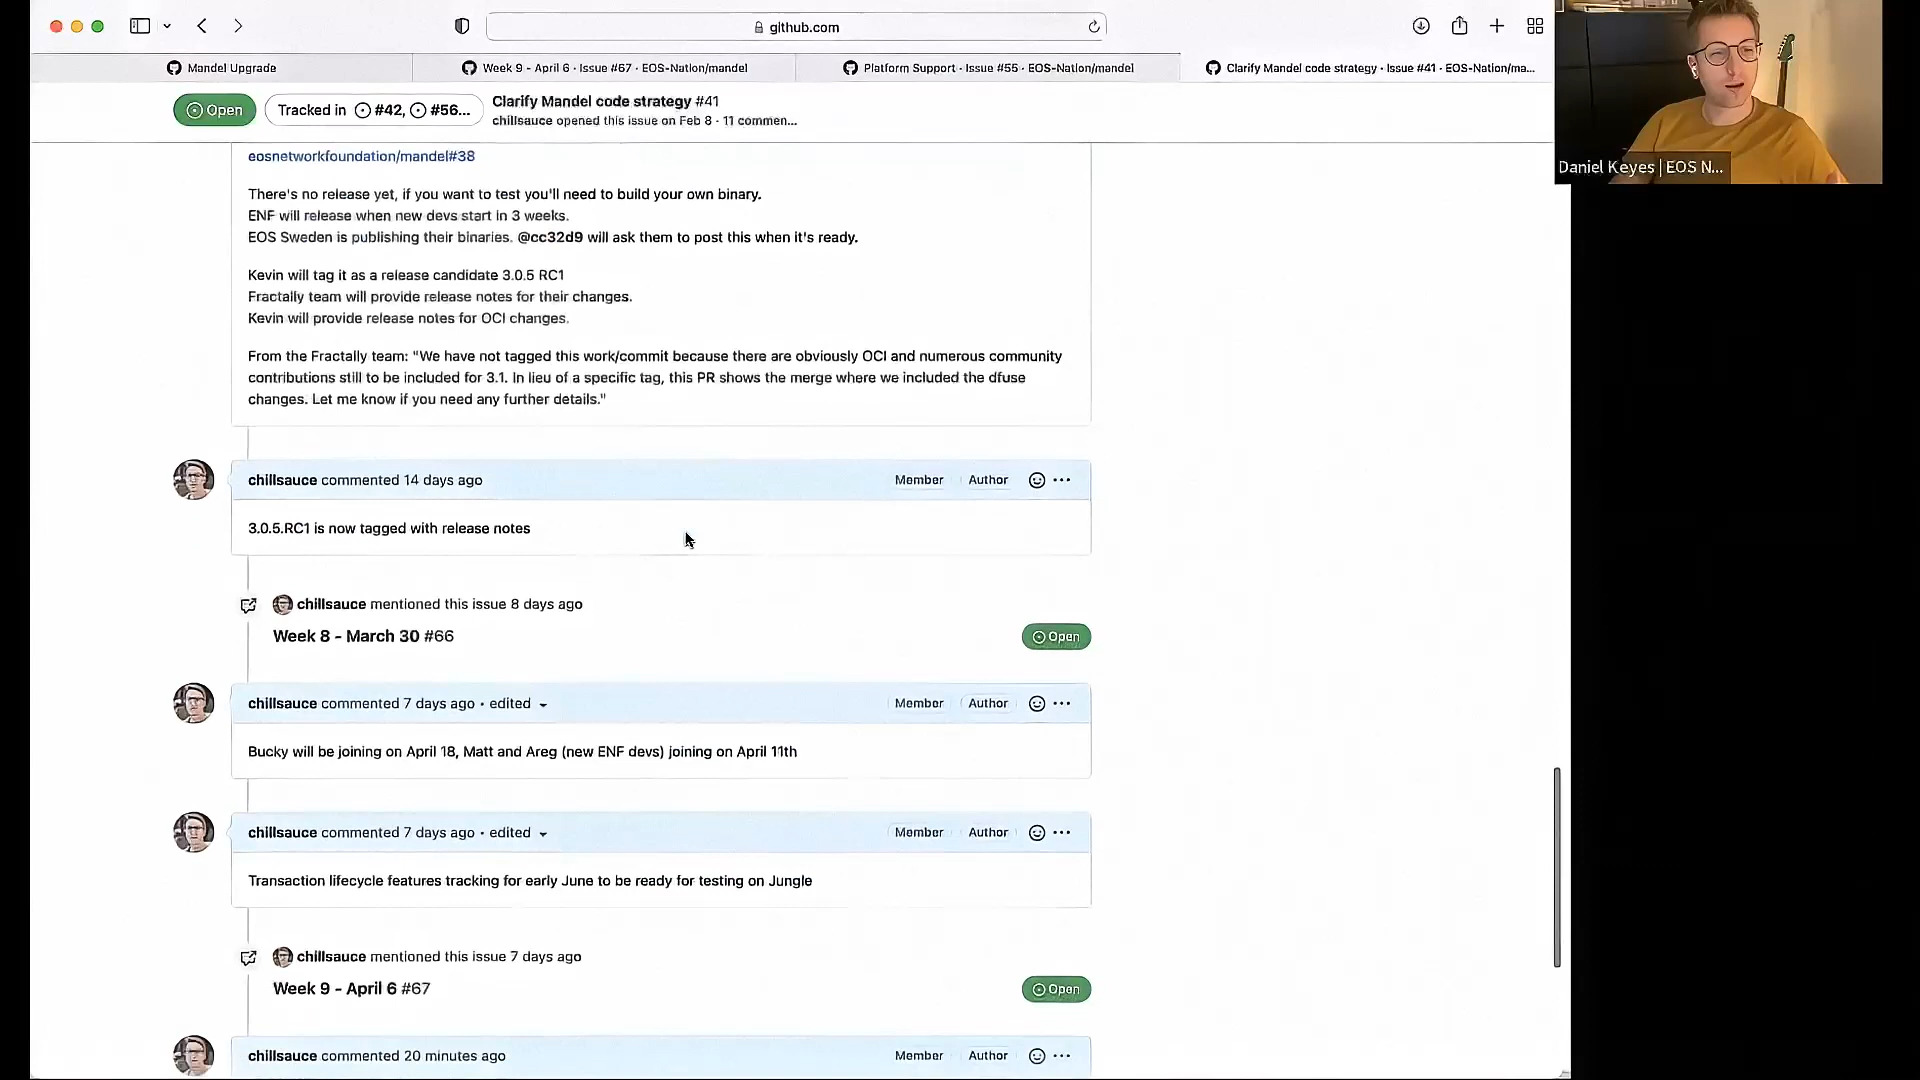 github.com
Mandel Upgrade
Week 9 - April 6 · Issue #67 · EOS-Nation/mandel
Platform Support · Issue #55 · EOS-Nation/mandel
Clarify Mandel code strategy · Issue #41 · EOS-Nation/ma...
Open
Tracked in #42, #56...
Clarify Mandel code strategy #41
chillsauce opened this issue on Feb 8 · 11 commen...
Daniel Keyes | EOS N...
eosnetworkfoundation/mandel#38
There's no release yet, if you want to test you'll need to build your own binary.
ENF will release when new devs start in 3 weeks.
EOS Sweden is publishing their binaries. @cc32d9 will ask them to post this when it's ready.
Kevin will tag it as a release candidate 3.0.5 RC1
Fractally team will provide release notes for their changes.
Kevin will provide release notes for OCI changes.
From the Fractally team: "We have not tagged this work/commit because there are obviously OCI and numerous community
contributions still to be included for 3.1. In lieu of a specific tag, this PR shows the merge where we included the dfuse
changes. Let me know if you need any further details."
chillsauce commented 14 days ago
Member Author
3.0.5.RC1 is now tagged with release notes
chillsauce mentioned this issue 8 days ago
Week 8 - March 30 #66
Open
chillsauce commented 7 days ago · edited
Member Author
Bucky will be joining on April 18, Matt and Areg (new ENF devs) joining on April 11th
chillsauce commented 7 days ago · edited
Member Author
Transaction lifecycle features tracking for early June to be ready for testing on Jungle
chillsauce mentioned this issue 7 days ago
Week 9 - April 6 #67
Open
chillsauce commented 20 minutes ago
Member Author